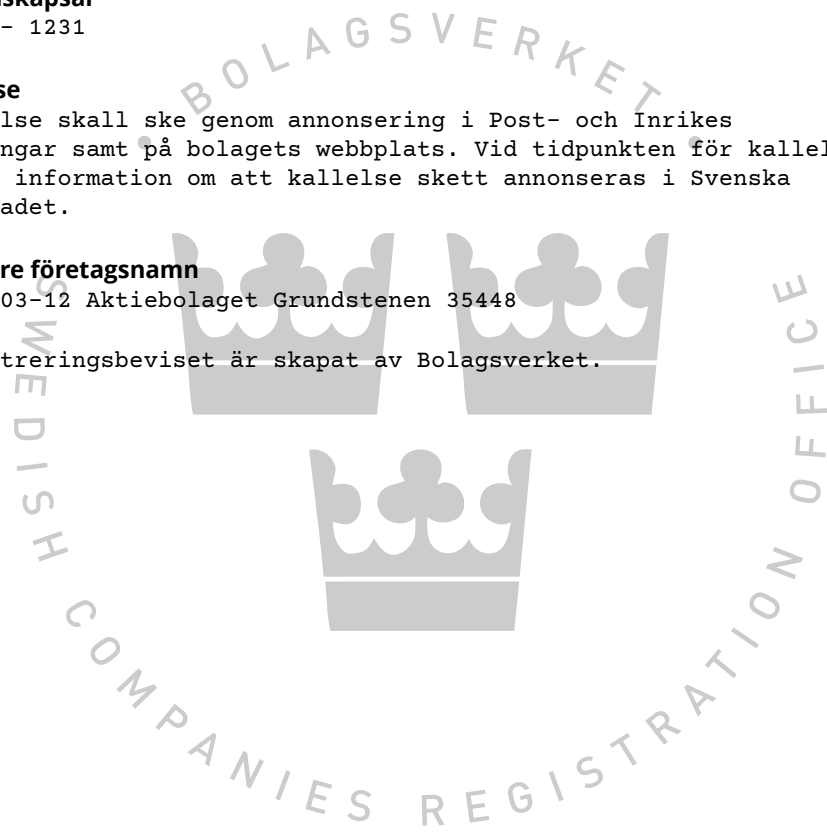 skapsår
- 1231
se
lse skall ske genom annonsering i Post- och Inrikes
ngar samt på bolagets webbplats. Vid tidpunkten för kallel
information om att kallelse skett annonseras i Svenska
adet.
re företagsnamn
03-12 Aktiebolaget Grundstenen 35448
treringsbeviset är skapat av Bolagsverket.
• BOLAGSVERKET •
SWEDISH COMPANIES REGISTRATION OFFICE